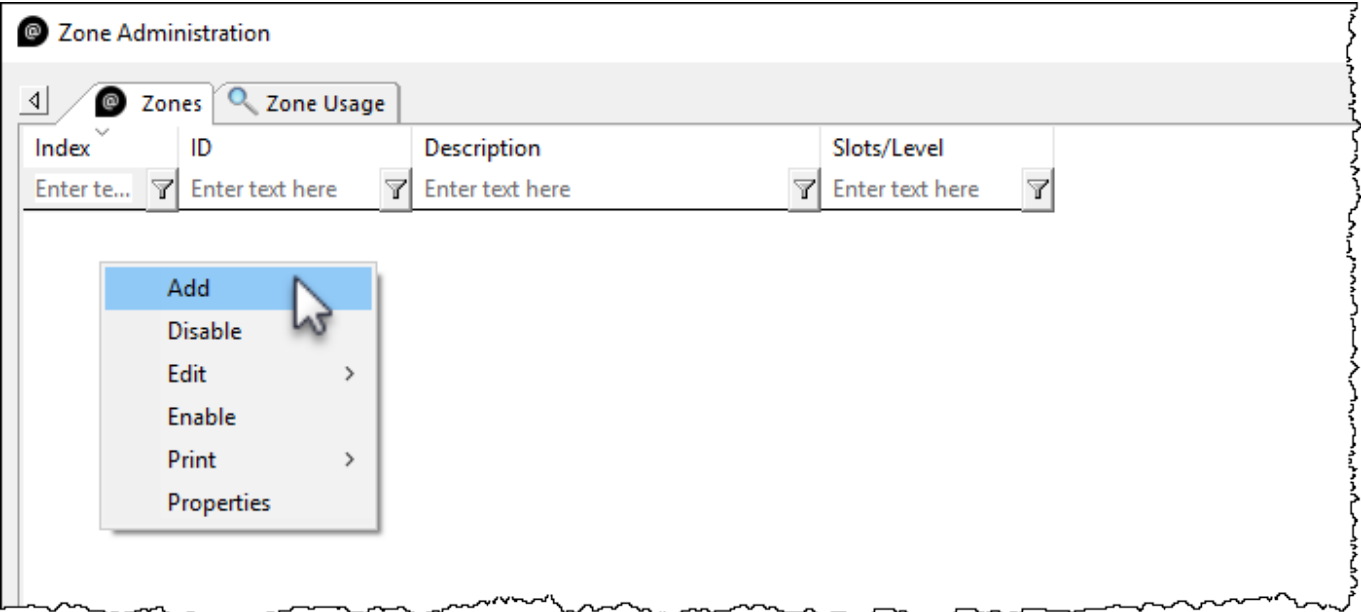 Zone Administration
Zones Zone Usage
Index ID Description Slots/Level
Enter te... Enter text here Enter text here Enter text here
Add
Disable
Edit
Enable
Print
Properties